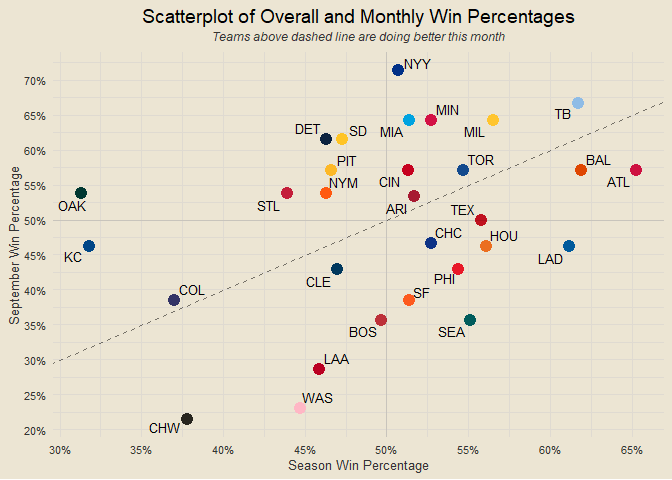 Scatterplot of Overall and Monthly Win Percentages
Teams above dashed line are doing better this month
September Win Percentage
70%
65%
60%
55%
50%
45%
40%
35%
30%
25%
20%
NYY
TB
MIN
MIA
MIL
DET
SD
PIT
TOR
BAL
CIN
ATL
NYM
OAK
STL
ARI
TEX
CHC
HOU
KC
LAD
CLE
PHI
COL
SF
BOS
SEA
LAA
WAS
CHW
30%
35%
40%
45%
50%
55%
60%
65%
Season Win Percentage